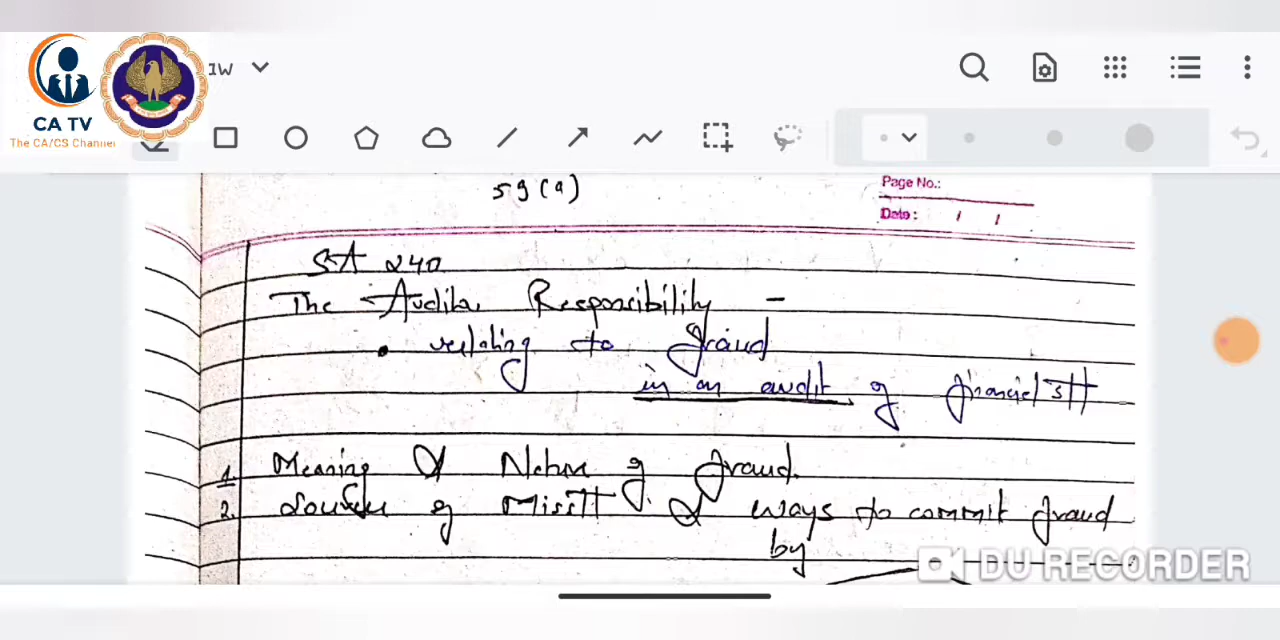 1W
CA TV
The CA/CS Channel
59(a)
Page No.:
Date: / /
SA 240
The Auditor Responsibility -
• relating to fraud
in an audit of financial stt
1. Meaning & Nature of fraud.
2. Source of Misstt. & ways to commit fraud
by
DU RECORDER